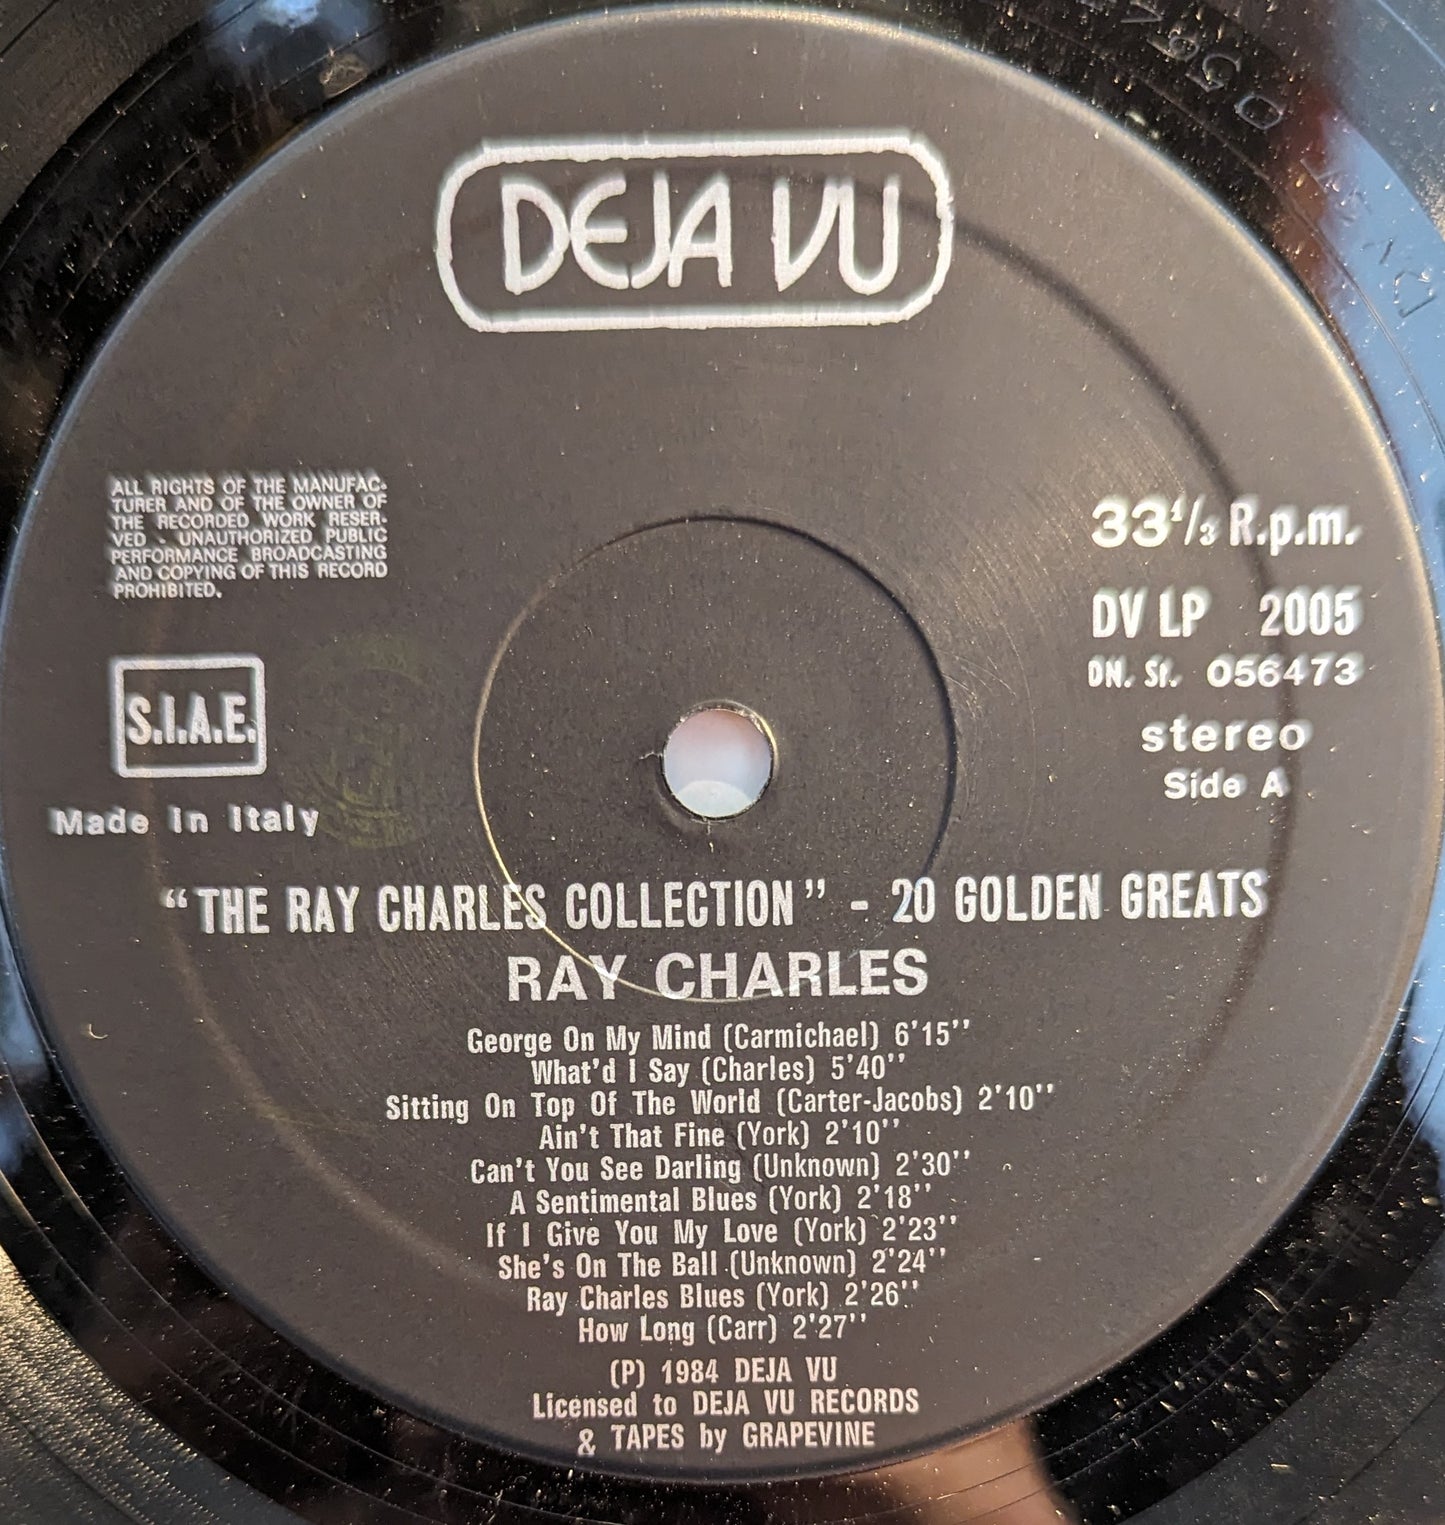 DEJA VU
ALL RIGHTS OF THE MANUFAC-
TURER AND OF THE OWNER OF
THE RECORDED WORK RESER-
VED - UNAUTHORIZED PUBLIC
PERFORMANCE BROADCASTING
AND COPYING OF THIS RECORD
PROHIBITED.
S.I.A.E.
Made In Italy
33 1/3 R.p.m.
DV LP 2005
DN. St. 056473
stereo
Side A
“THE RAY CHARLES COLLECTION” - 20 GOLDEN GREATS
RAY CHARLES
George On My Mind (Carmichael) 6'15''
What'd I Say (Charles) 5'40''
Sitting On Top Of The World (Carter-Jacobs) 2'10''
Ain't That Fine (York) 2'10''
Can't You See Darling (Unknown) 2'30''
A Sentimental Blues (York) 2'18''
If I Give You My Love (York) 2'23''
She's On The Ball (Unknown) 2'24''
Ray Charles Blues (York) 2'26''
How Long (Carr) 2'27''
(P) 1984 DEJA VU
Licensed to DEJA VU RECORDS
& TAPES by GRAPEVINE